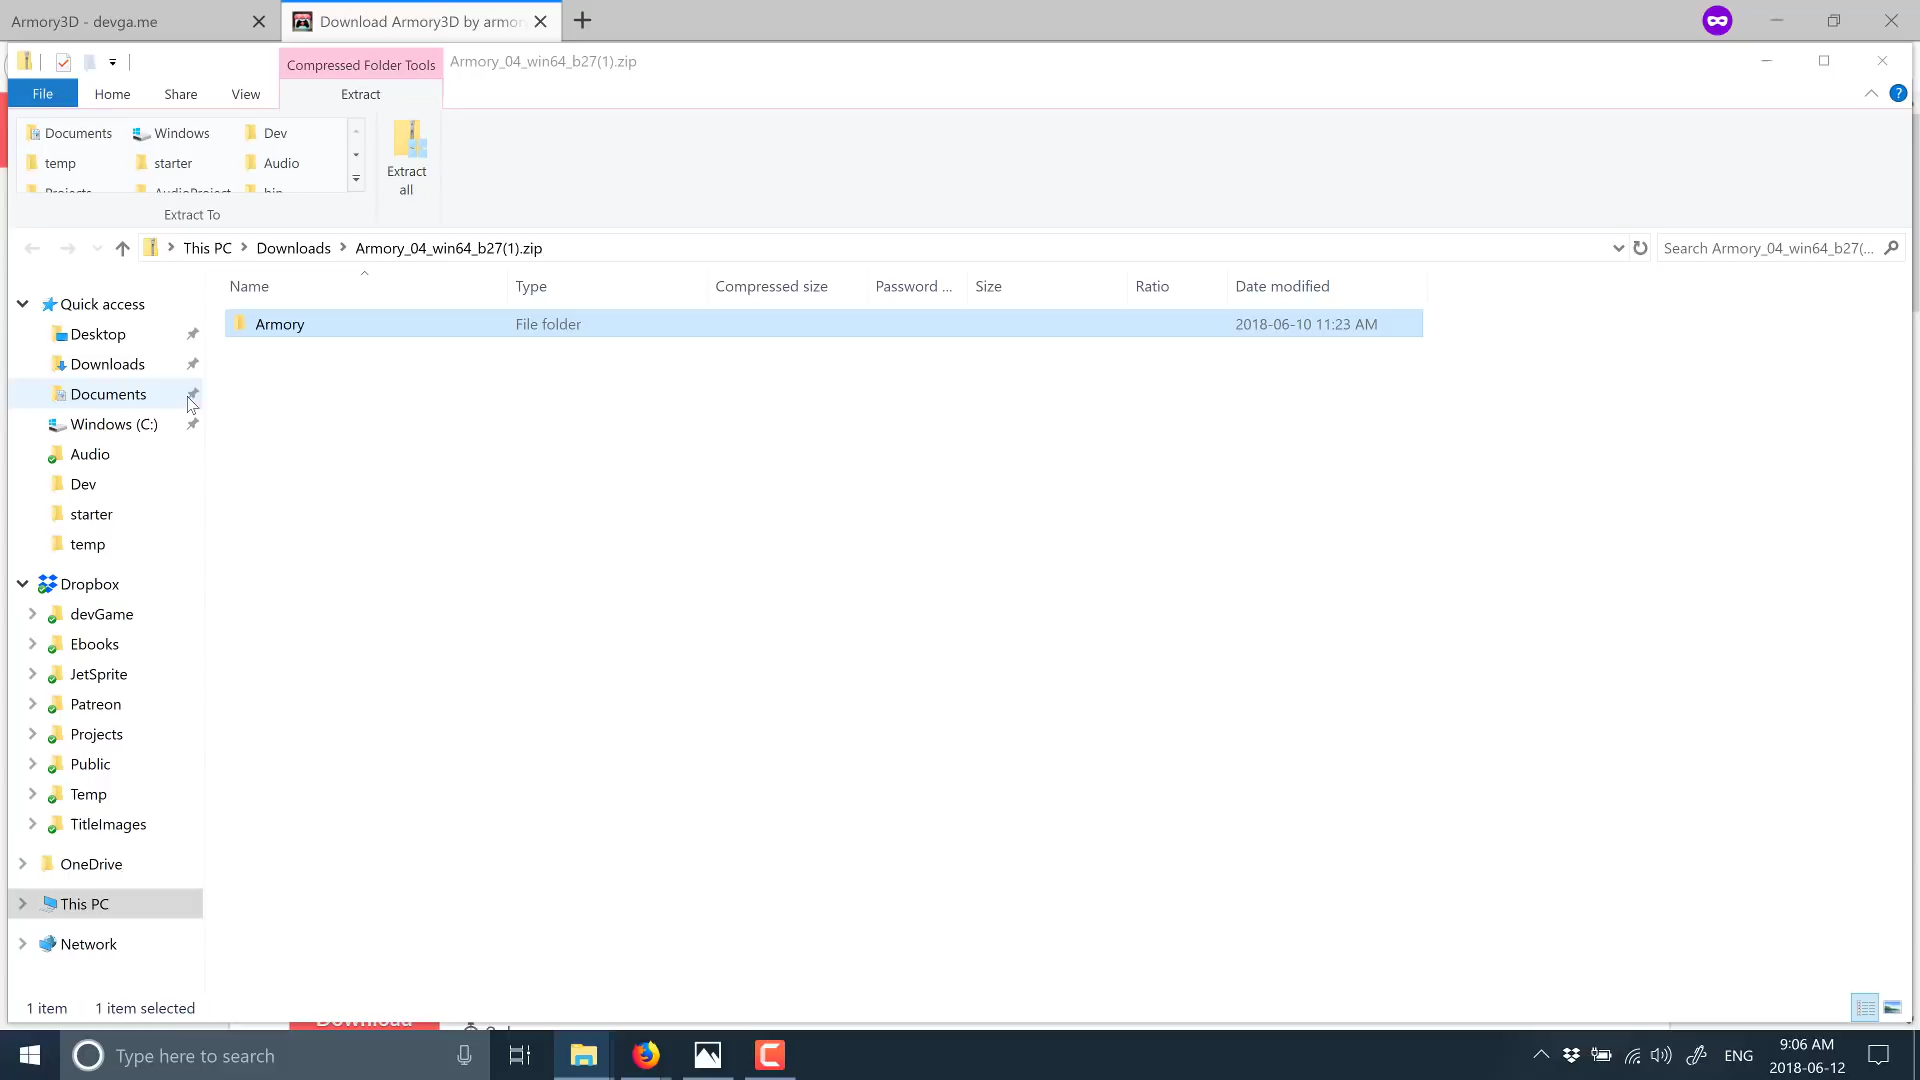 Armory3D - devga.me
Download Armory3D by armor
Compressed Folder Tools
Armory_04_win64_b27(1).zip
File
Home
Share
View
Extract
Documents
Windows
Dev
temp
starter
Audio
Projects
AudioProject
bin
Extract all
Extract To
This PC
Downloads
Armory_04_win64_b27(1).zip
Search Armory_04_win64_b27(...
Name
Type
Compressed size
Password ...
Size
Ratio
Date modified
Armory
File folder
2018-06-10 11:23 AM
Quick access
Desktop
Downloads
Documents
Windows (C:)
Audio
Dev
starter
temp
Dropbox
devGame
Ebooks
JetSprite
Patreon
Projects
Public
Temp
TitleImages
OneDrive
This PC
Network
1 item
1 item selected
Download
Type here to search
ENG
9:06 AM
2018-06-12